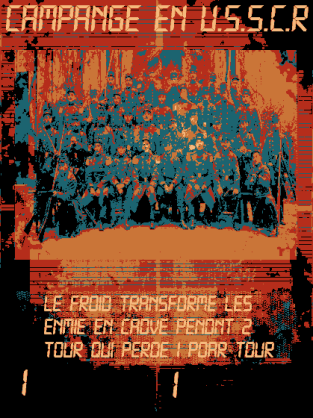 CAMPANGE EN U.S.S.C.R
LE FROID TRANSFORME LES
ENMIE EN CADVE PENDNT 2
TOUR QUI PERDE 1 POAR TOUR
1 1